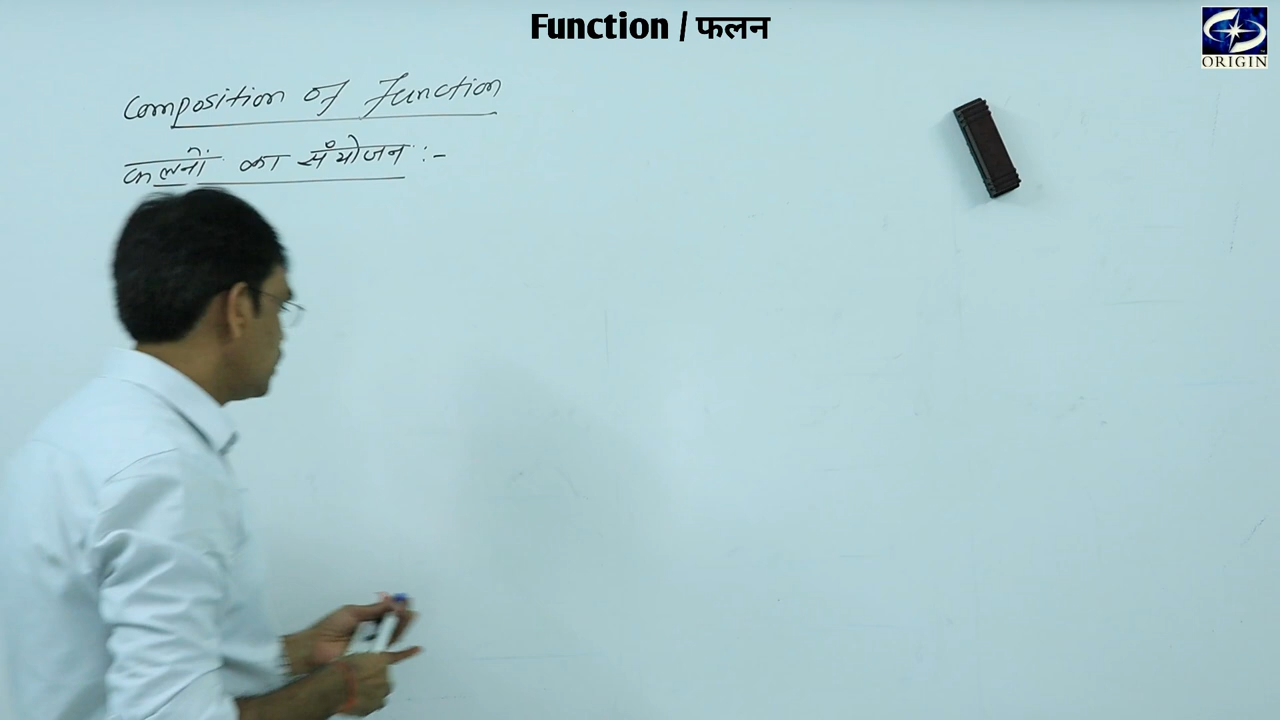 Function / फलन
ORIGIN
Composition of Function
फलनों का संयोजन :-